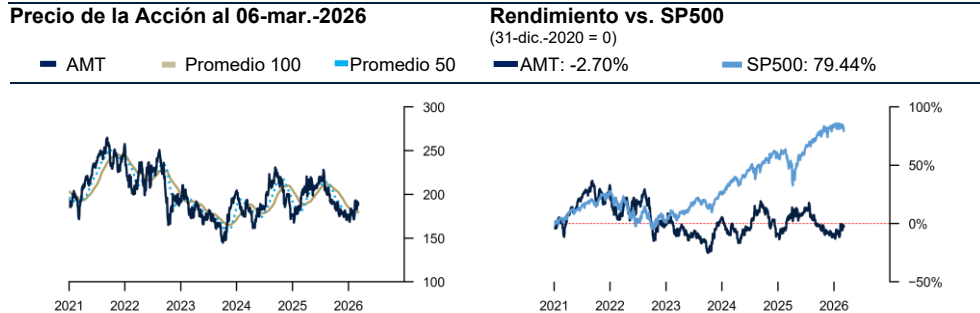 Precio de la Acción al 06-mar.-2026
AMT Promedio 100 Promedio 50
300
250
200
150
100
2021 2022 2023 2024 2025 2026
Rendimiento vs. SP500
(31-dic.-2020 = 0)
AMT: -2.70% SP500: 79.44%
100%
50%
0%
−50%
2021 2022 2023 2024 2025 2026